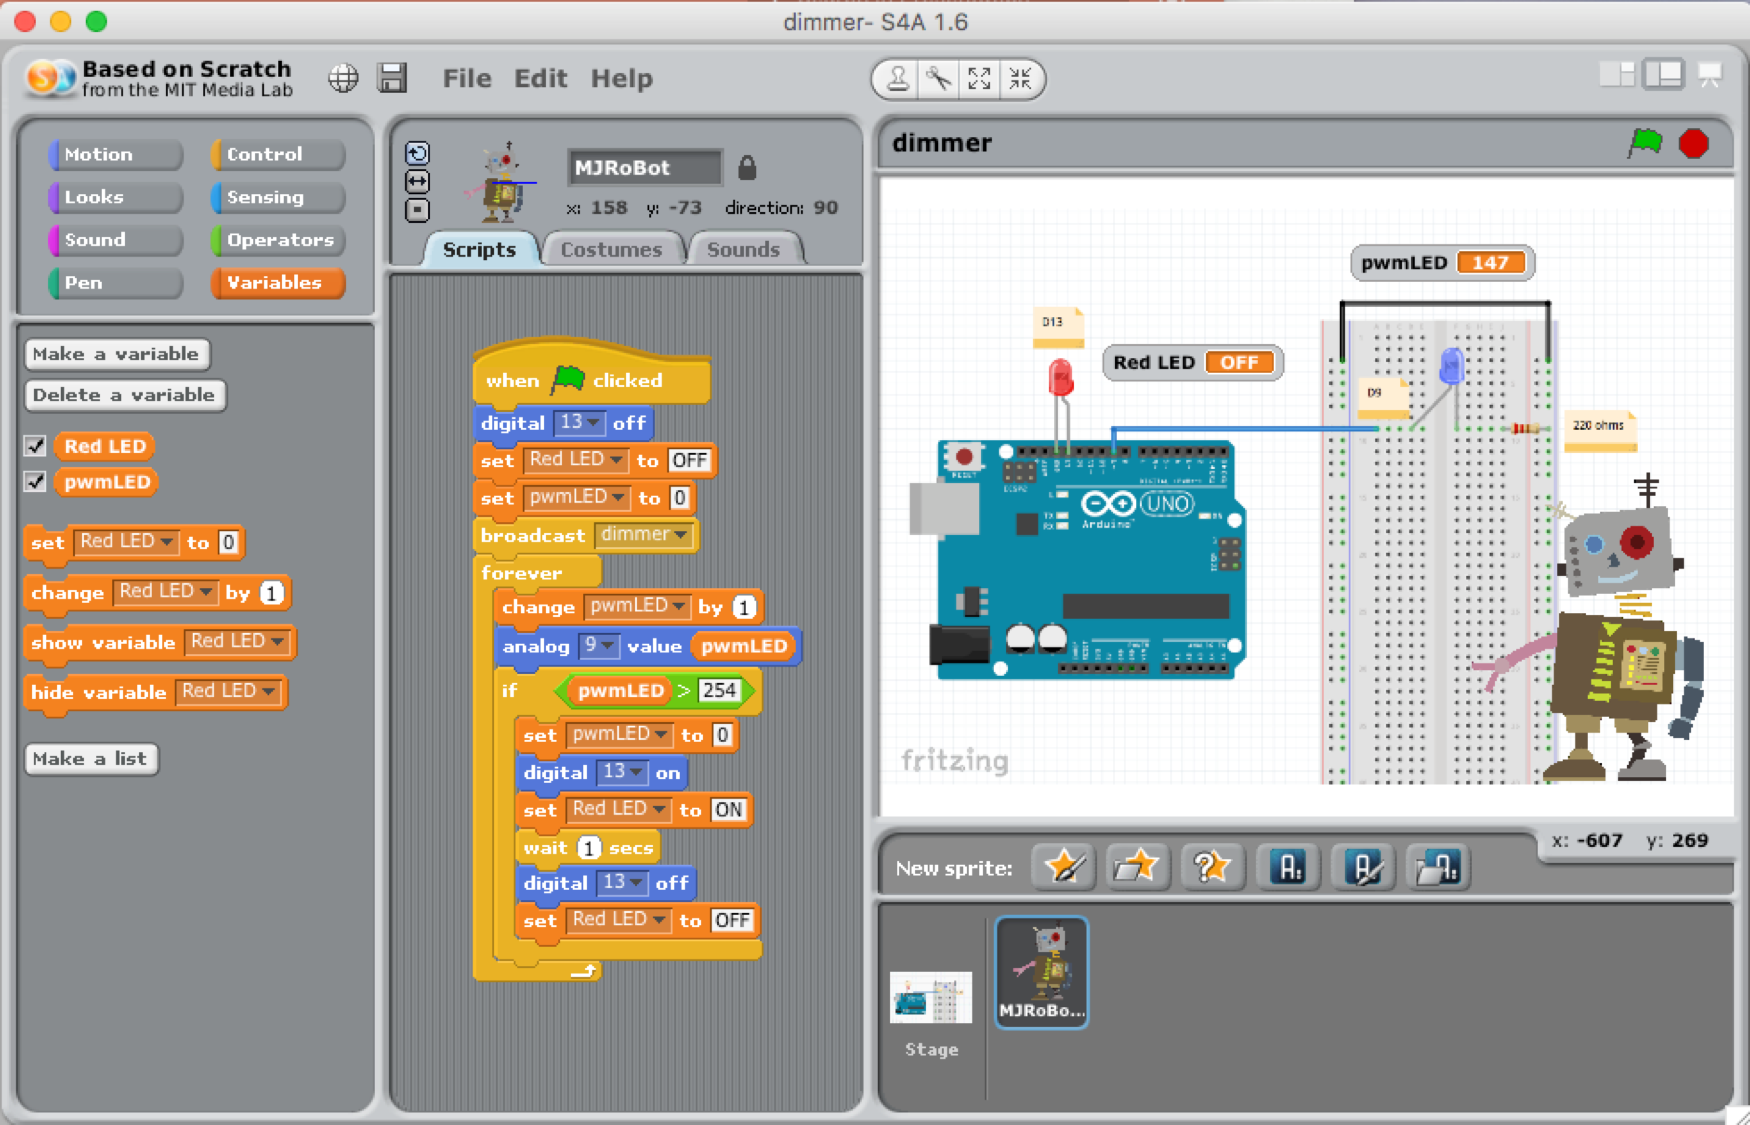 dimmer- S4A 1.6
Based on Scratch
from the MIT Media Lab
File Edit Help
Motion Control
Looks Sensing
Sound Operators
Pen Variables
Make a variable
Delete a variable
Red LED
pwmLED
set Red LED to 0
change Red LED by 1
show variable Red LED
hide variable Red LED
Make a list
MJRoBot
x: 158 y: -73 direction: 90
Scripts Costumes Sounds
when clicked
digital 13 off
set Red LED to OFF
set pwmLED to 0
broadcast dimmer
forever
change pwmLED by 1
analog 9 value pwmLED
if pwmLED > 254
set pwmLED to 0
digital 13 on
set Red LED to ON
wait 1 secs
digital 13 off
set Red LED to OFF
dimmer
pwmLED 147
D13
Red LED OFF
D9
220 ohms
RESET
UNO
Arduino
fritzing
x: -607 y: 269
New sprite:
MJRoBo...
Stage